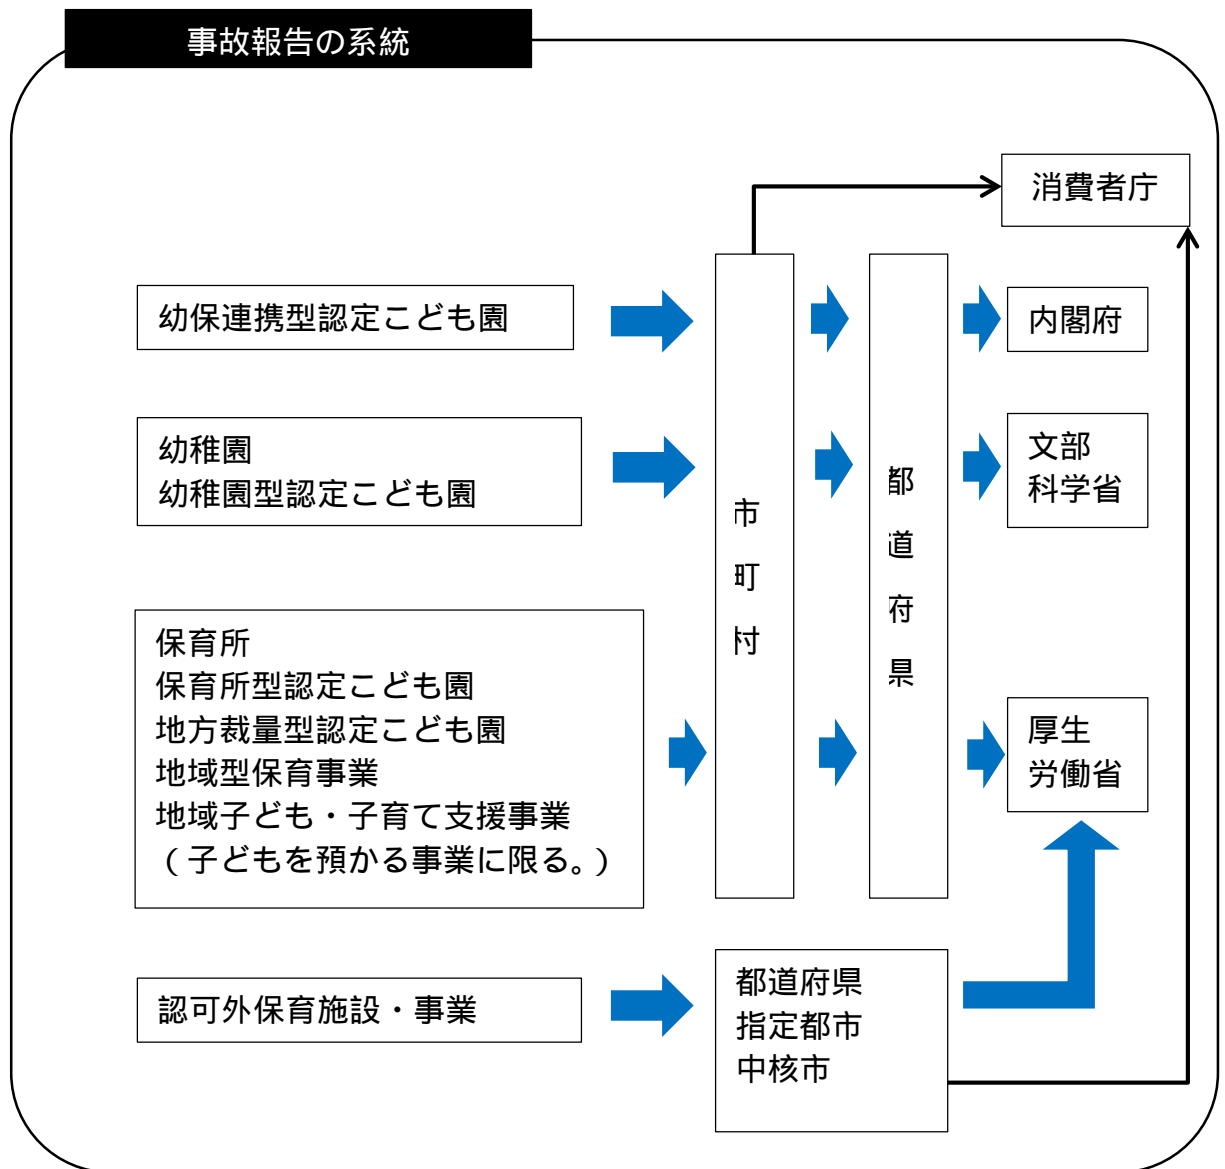 事故報告の系統
消費者庁
幼保連携型認定こども園
内閣府
幼稚園
幼稚園型認定こども園
市町村
都道府県
文部
科学省
保育所
保育所型認定こども園
地方裁量型認定こども園
地域型保育事業
地域子ども・子育て支援事業
(子どもを預かる事業に限る。)
厚生
労働省
認可外保育施設・事業
都道府県
指定都市
中核市